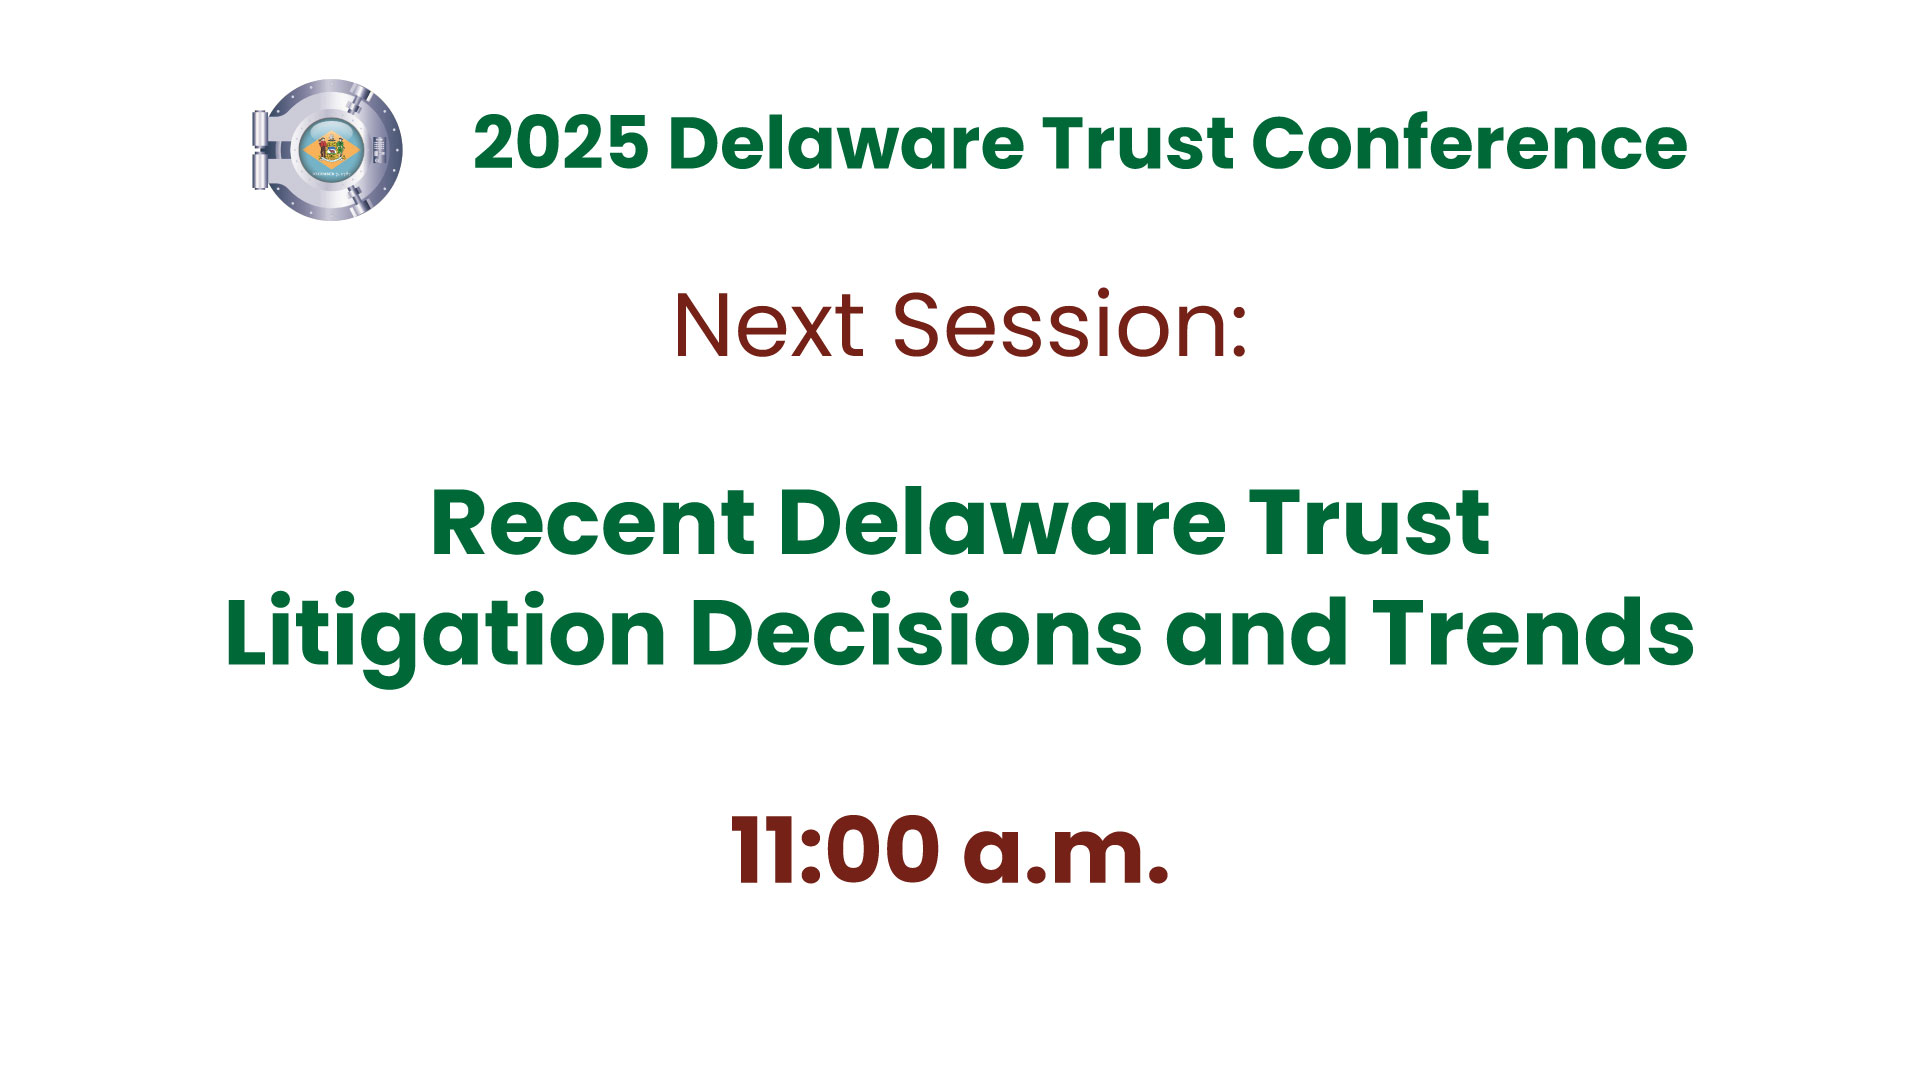 2025 Delaware Trust Conference
Next Session:
Recent Delaware Trust
Litigation Decisions and Trends
11:00 a.m.